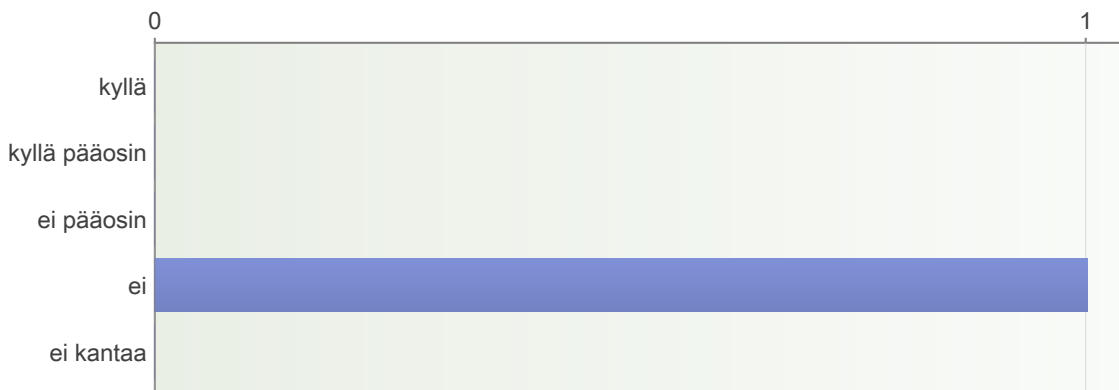 0 1
kyllä
kyllä pääosin
ei pääosin
ei
ei kantaa